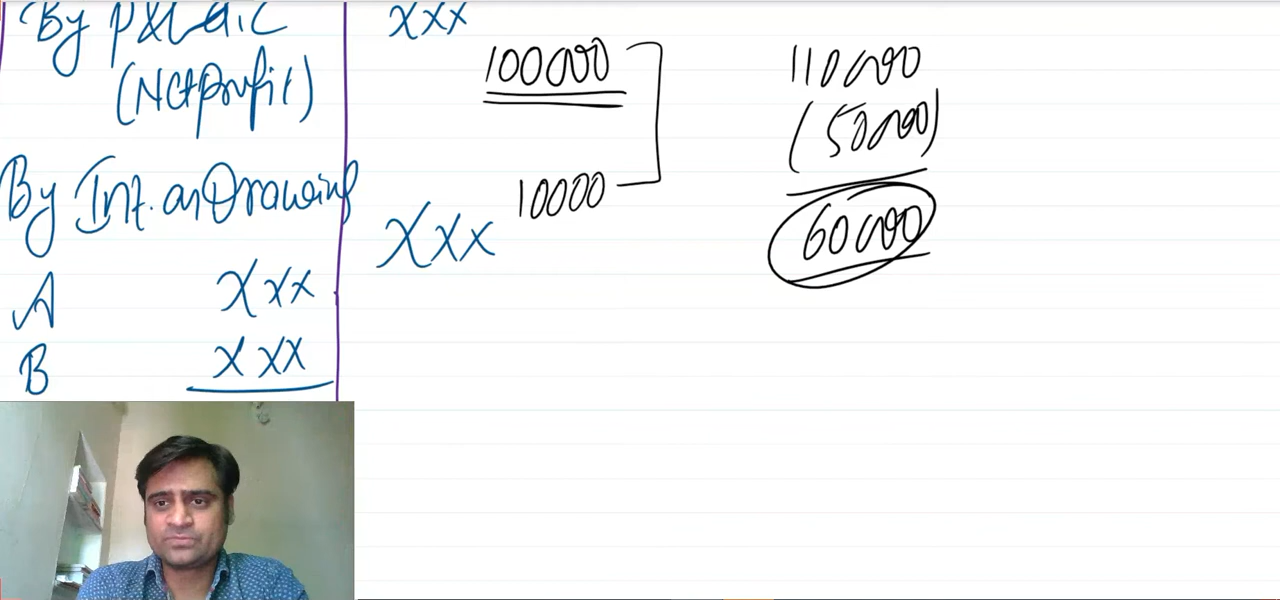 By P&L a/c xxx
(Net profit)
100000
10000
By Int. on Drawing
xxx
A xxx
B xxx
110000
(50000)
60000